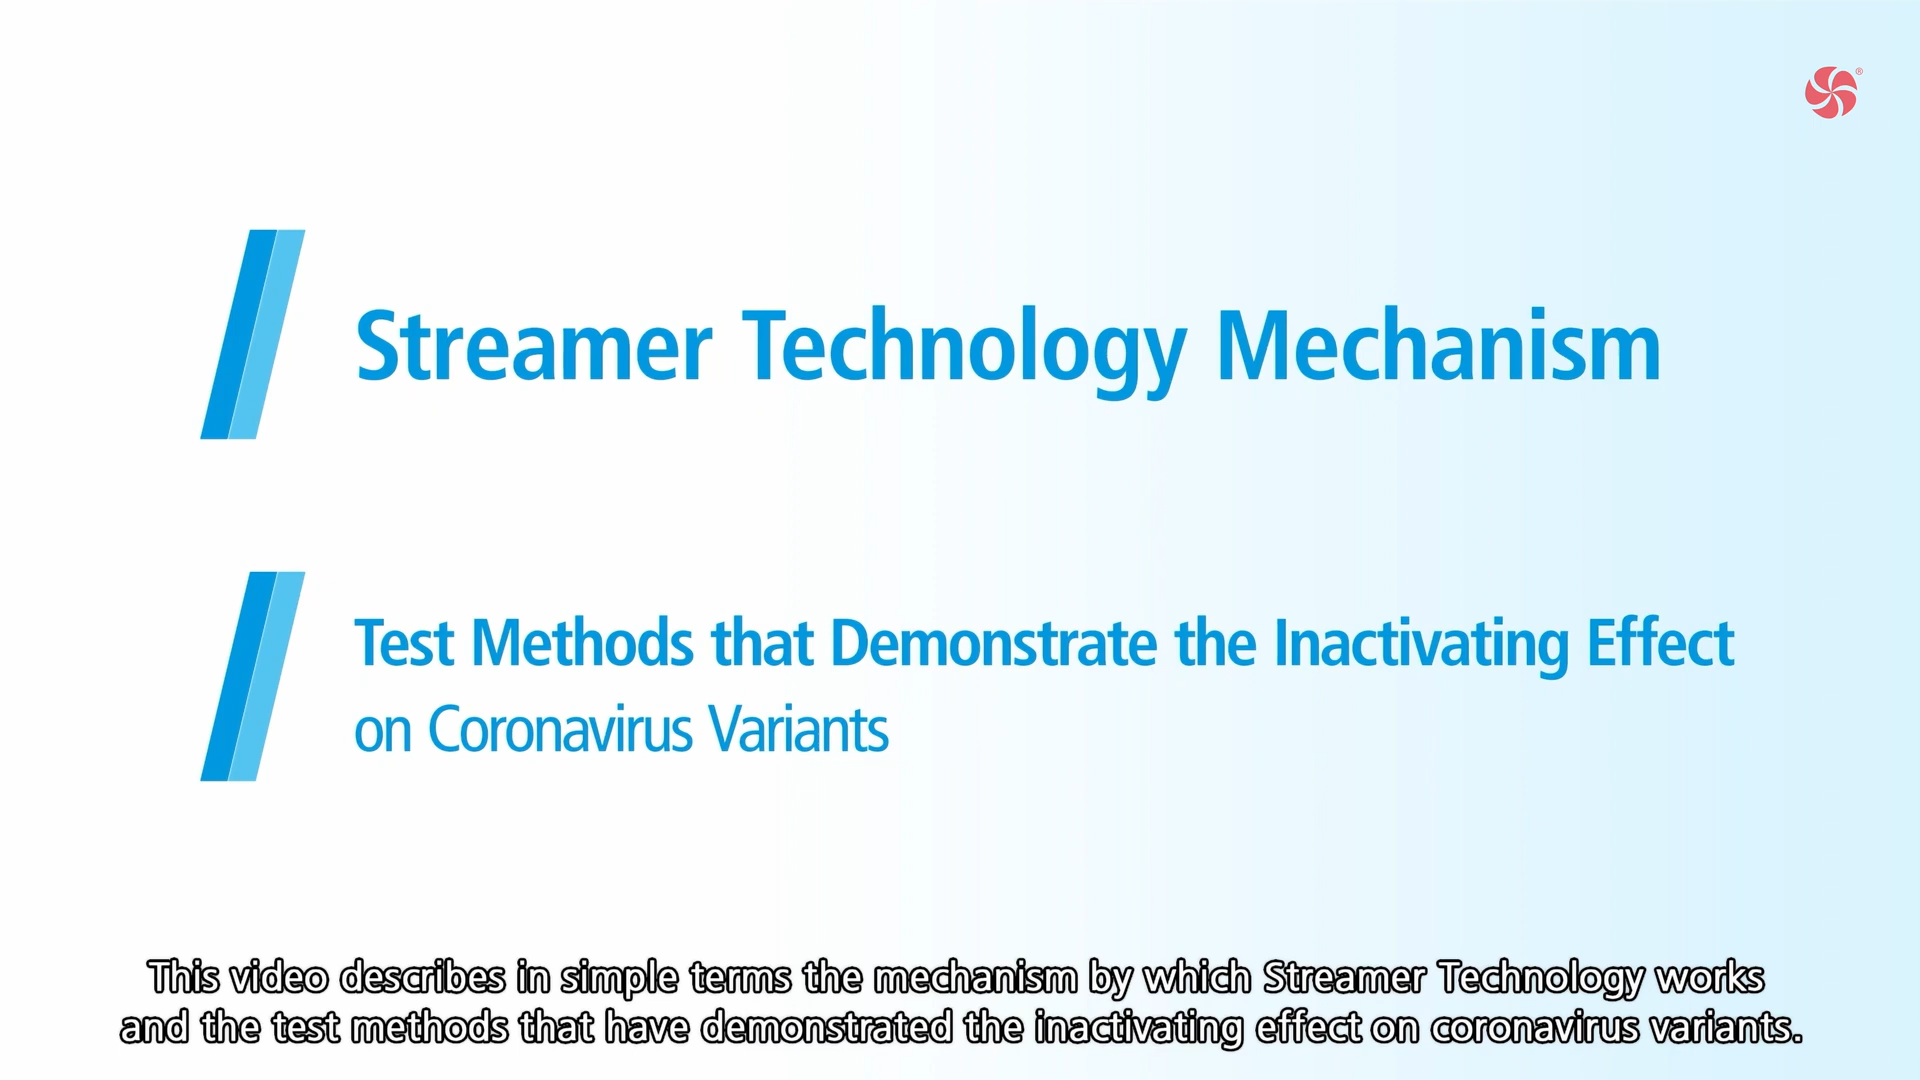 ®
Streamer Technology Mechanism
Test Methods that Demonstrate the Inactivating Effect
on Coronavirus Variants
This video describes in simple terms the mechanism by which Streamer Technology works
and the test methods that have demonstrated the inactivating effect on coronavirus variants.